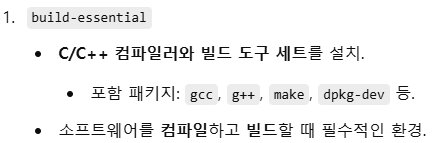 1. build-essential
• C/C++ 컴파일러와 빌드 도구 세트를 설치.
• 포함 패키지: gcc, g++, make, dpkg-dev 등.
• 소프트웨어를 컴파일하고 빌드할 때 필수적인 환경.